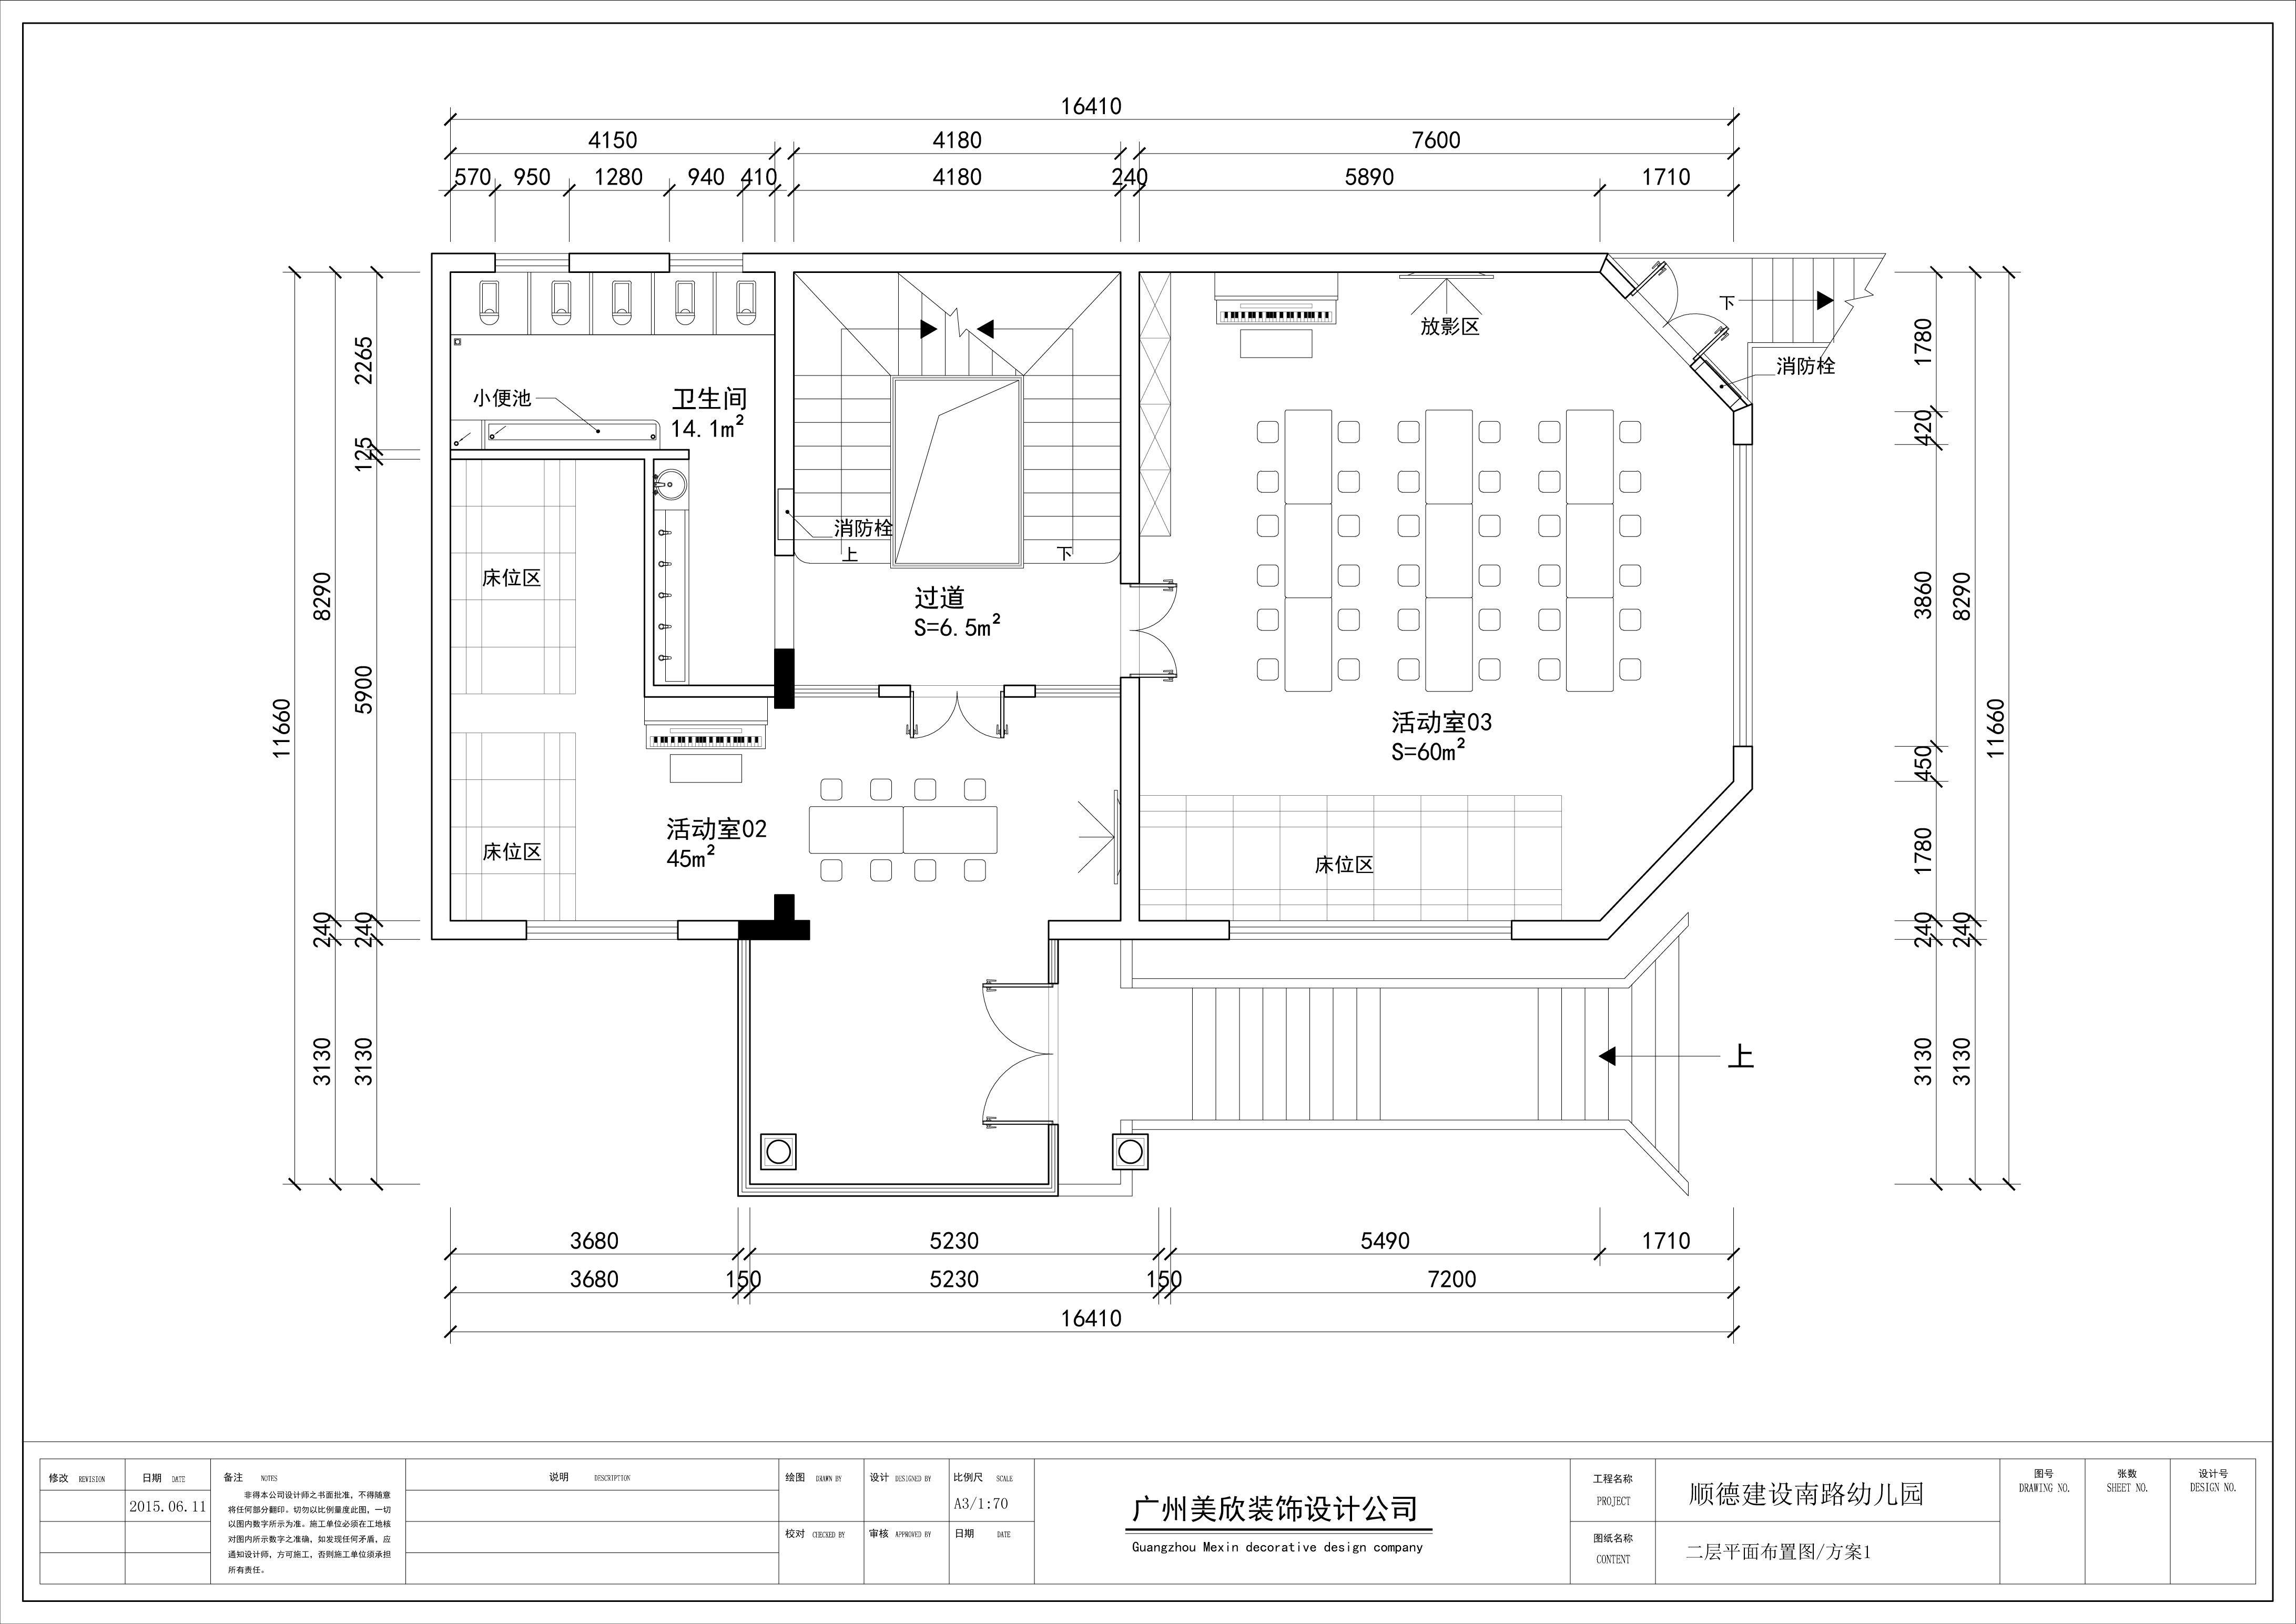 16410
4150 4180 7600
570 950 1280 940 410 4180 240 5890 1710
11660
8290
3130
240
2265
125
5900
240
3130
小便池
卫生间
14.1m²
消防栓
上
下
过道
S=6.5m²
床位区
床位区
活动室02
45m²
放影区
下
消防栓
活动室03
S=60m²
床位区
上
1780
420
3860
450
1780
240
3130
8290
240
3130
11660
3680 5230 5490 1710
3680 150 5230 150 7200
16410
修改 REVISION
日期 DATE
2015.06.11
备注 NOTES
非得本公司设计师之书面批准，不得随意
将任何部分翻印。切勿以比例量度此图，一切
以图内数字所示为准。施工单位必须在工地核
对图内所示数字之准确，如发现任何矛盾，应
通知设计师，方可施工，否则施工单位须承担
所有责任。
说明 DESCRIPTION
绘图 DRAWN BY
设计 DESIGNED BY
比例尺 SCALE
A3/1:70
校对 CHECKED BY
审核 APPROVED BY
日期 DATE
广州美欣装饰设计公司
Guangzhou Mexin decorative design company
工程名称
PROJECT
顺德建设南路幼儿园
图纸名称
CONTENT
二层平面布置图/方案1
图号
DRAWING NO.
张数
SHEET NO.
设计号
DESIGN NO.